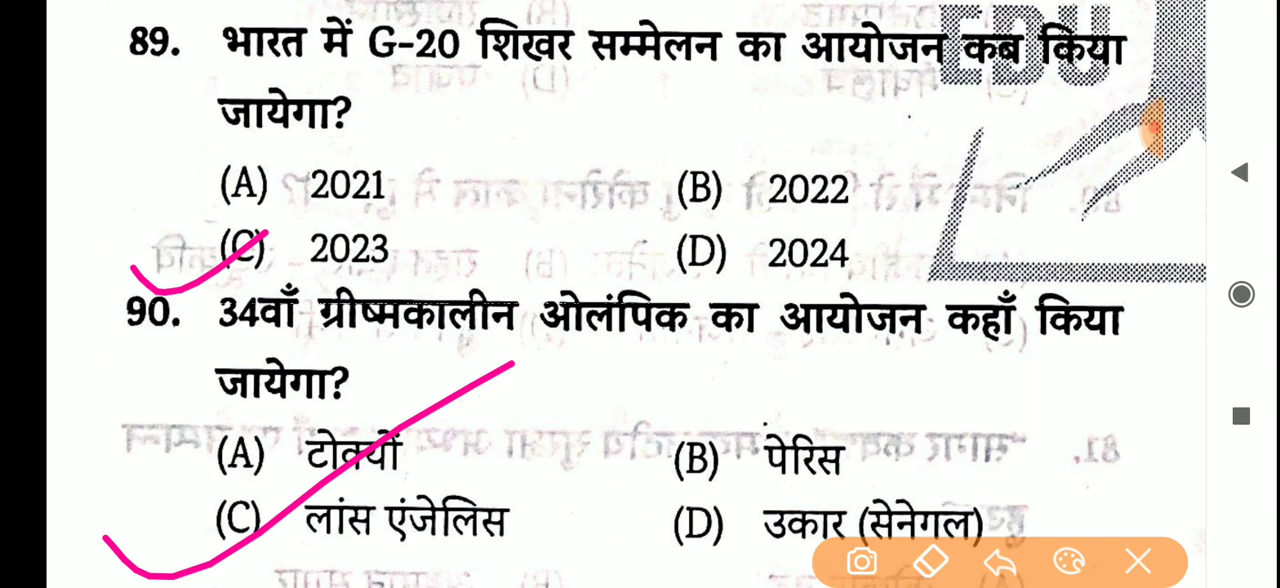 EDU
89. भारत में G-20 शिखर सम्मेलन का आयोजन कब किया
जायेगा?
(A) 2021 (B) 2022
(C) 2023 (D) 2024
90. 34वाँ ग्रीष्मकालीन ओलंपिक का आयोजन कहाँ किया
जायेगा?
(A) टोक्यों (B) पेरिस
(C) लांस एंजेलिस (D) उकार (सेनेगल)